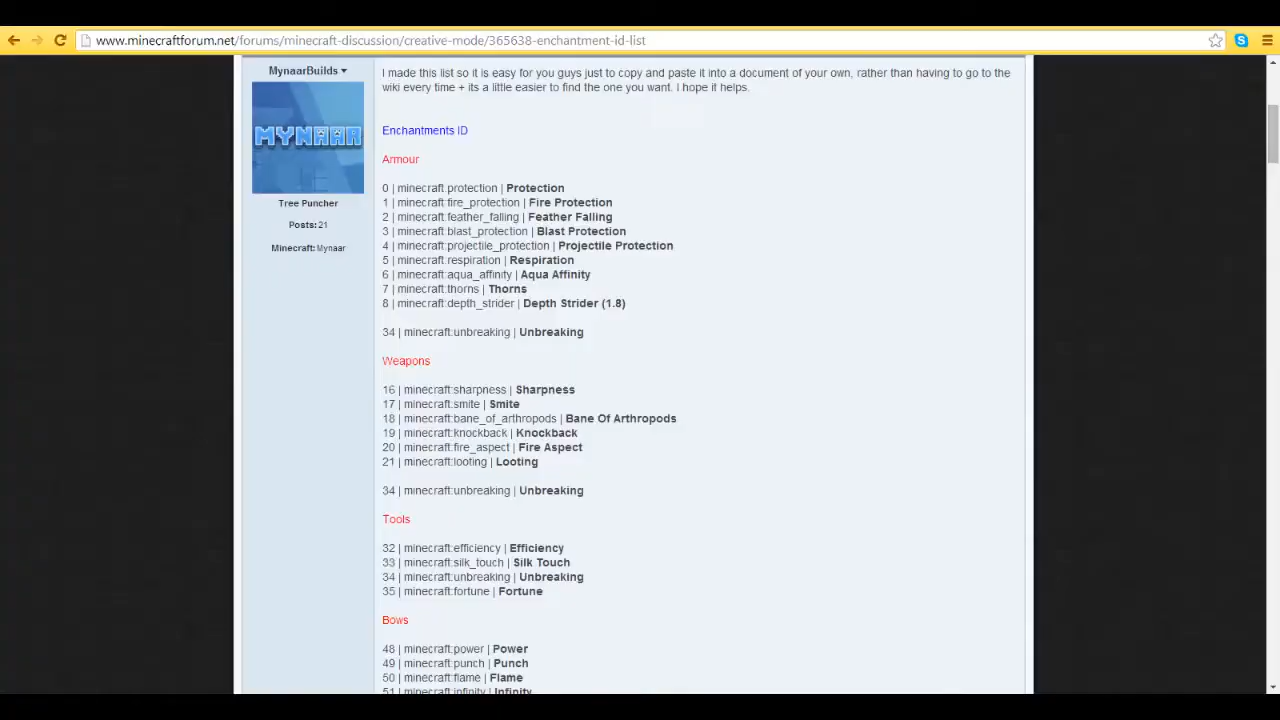 www.minecraftforum.net/forums/minecraft-discussion/creative-mode/365638-enchantment-id-list
MynaarBuilds
MYNAAR
Tree Puncher
Posts: 21
Minecraft: Mynaar
I made this list so it is easy for you guys just to copy and paste it into a document of your own, rather than having to go to the
wiki every time + its a little easier to find the one you want. I hope it helps.
Enchantments ID
Armour
0 | minecraft:protection | Protection
1 | minecraft:fire_protection | Fire Protection
2 | minecraft:feather_falling | Feather Falling
3 | minecraft:blast_protection | Blast Protection
4 | minecraft:projectile_protection | Projectile Protection
5 | minecraft:respiration | Respiration
6 | minecraft:aqua_affinity | Aqua Affinity
7 | minecraft:thorns | Thorns
8 | minecraft:depth_strider | Depth Strider (1.8)
34 | minecraft:unbreaking | Unbreaking
Weapons
16 | minecraft:sharpness | Sharpness
17 | minecraft:smite | Smite
18 | minecraft:bane_of_arthropods | Bane Of Arthropods
19 | minecraft:knockback | Knockback
20 | minecraft:fire_aspect | Fire Aspect
21 | minecraft:looting | Looting
34 | minecraft:unbreaking | Unbreaking
Tools
32 | minecraft:efficiency | Efficiency
33 | minecraft:silk_touch | Silk Touch
34 | minecraft:unbreaking | Unbreaking
35 | minecraft:fortune | Fortune
Bows
48 | minecraft:power | Power
49 | minecraft:punch | Punch
50 | minecraft:flame | Flame
51 | minecraft:infinity | Infinity